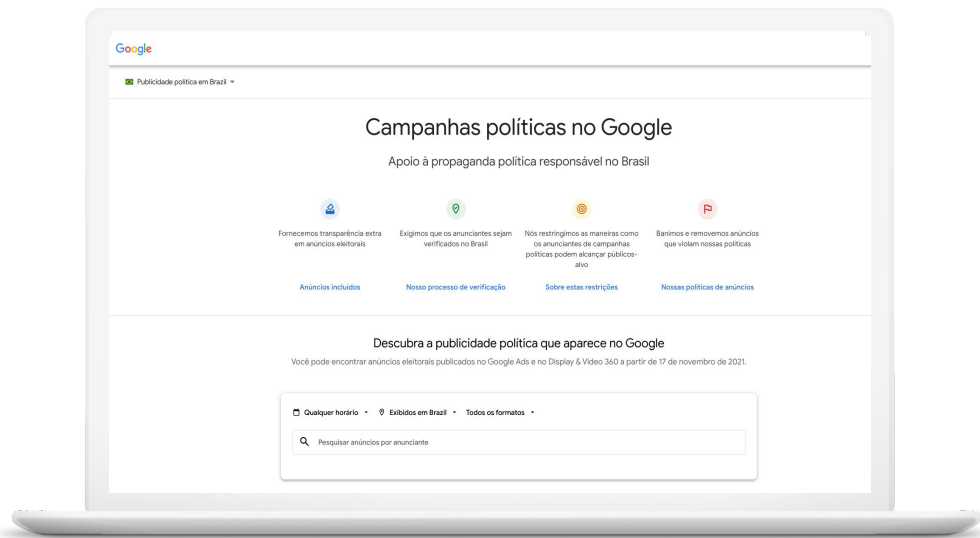 Google
Publicidade política em Brazil
Campanhas políticas no Google
Apoio à propaganda política responsável no Brasil
Fornecemos transparência extra
em anúncios eleitorais
Anúncios incluídos
Exigimos que os anunciantes sejam
verificados no Brasil
Nosso processo de verificação
Nós restringimos as maneiras como
os anunciantes de campanhas
políticas podem alcançar públicos-
alvo
Sobre estas restrições
Banimos e removemos anúncios
que violam nossas políticas
Nossas políticas de anúncios
Descubra a publicidade política que aparece no Google
Você pode encontrar anúncios eleitorais publicados no Google Ads e no Display & Video 360 a partir de 17 de novembro de 2021.
Qualquer horário Exibidos em Brazil Todos os formatos
Pesquisar anúncios por anunciante